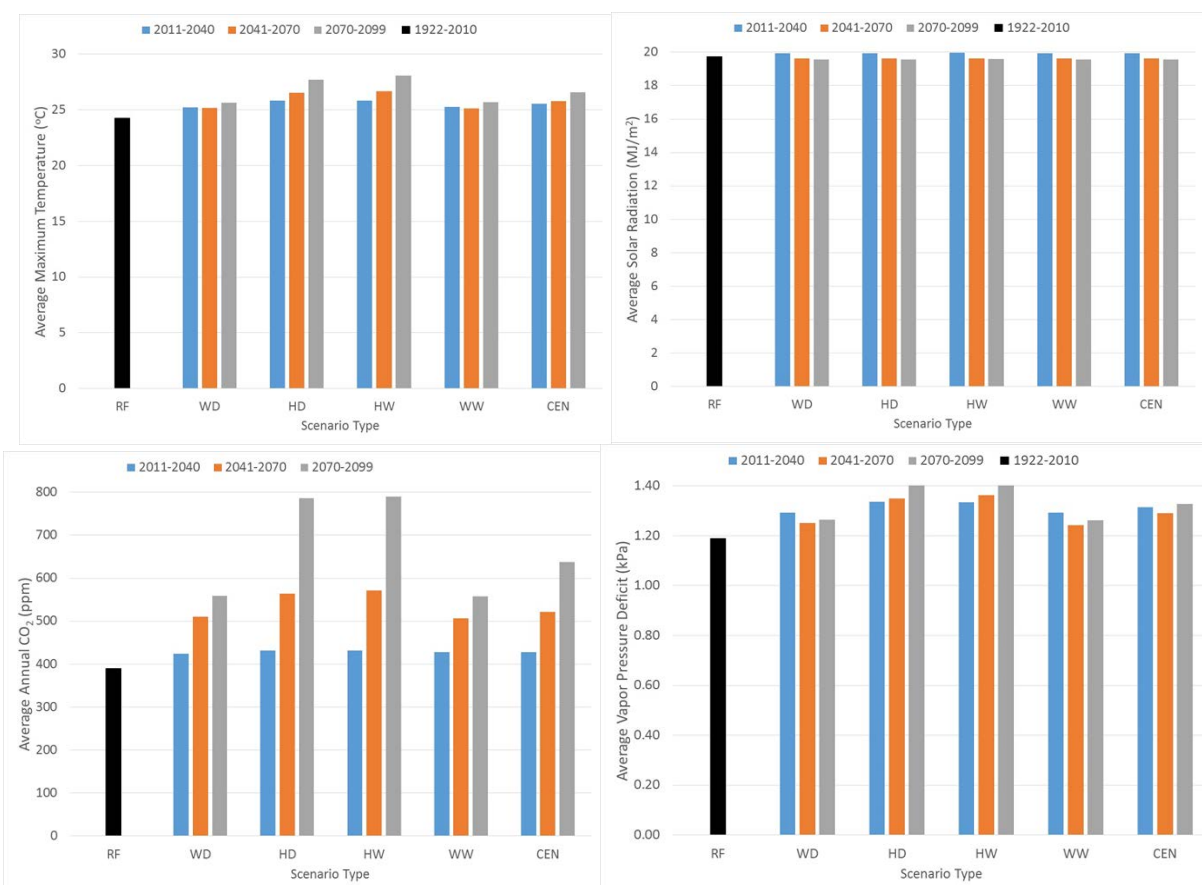 2011-2040 2041-2070 2070-2099 1922-2010
30
25
20
15
10
5
0
Average Maximum Temperature (°C)
RF WD HD HW WW CEN
Scenario Type
2011-2040 2041-2070 2070-2099 1922-2010
20
18
16
14
12
10
8
6
4
2
0
Average Solar Radiation (MJ/m²)
RF WD HD HW WW CEN
Scenario Type
2011-2040 2041-2070 2070-2099
800
700
600
500
400
300
200
100
0
Average Annual CO₂ (ppm)
RF WD HD HW WW CEN
Scenario Type
2011-2040 2041-2070 2070-2099 1922-2010
1.40
1.20
1.00
0.80
0.60
0.40
0.20
0.00
Average Vapor Pressure Deficit (kPa)
RF WD HD HW WW CEN
Scenario Type